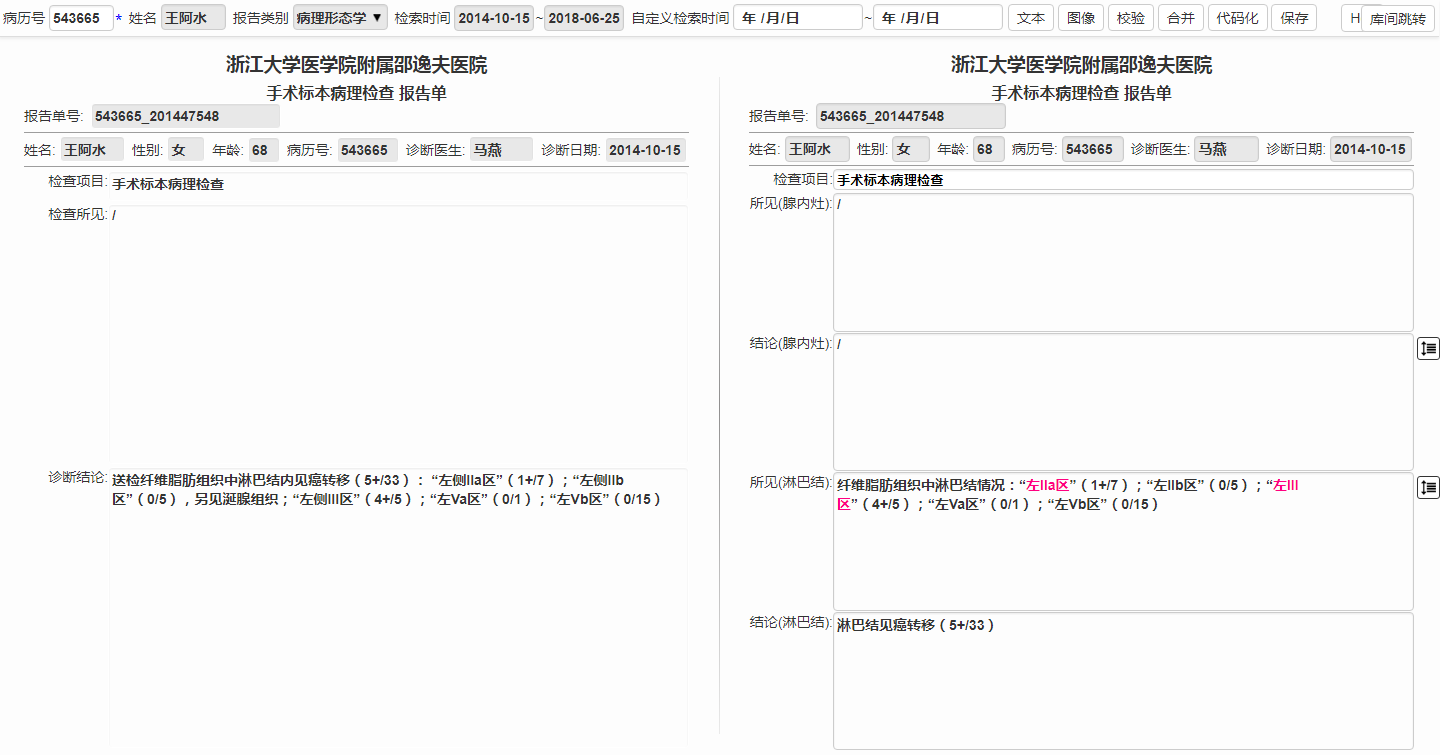 病历号 543665 * 姓名 王阿水 报告类别 病理形态学 ▼ 检索时间 2014-10-15 ~ 2018-06-25 自定义检索时间 年 /月/日 ~ 年 /月/日 文本 图像 校验 合并 代码化 保存 H 库间跳转
浙江大学医学院附属邵逸夫医院
手术标本病理检查 报告单
报告单号: 543665_201447548
姓名: 王阿水 性别: 女 年龄: 68 病历号: 543665 诊断医生: 马燕 诊断日期: 2014-10-15
检查项目: 手术标本病理检查
检查所见: /
诊断结论: 送检纤维脂肪组织中淋巴结内见癌转移（5+/33）：“左侧IIa区”（1+/7）；“左侧IIb
区”（0/5），另见涎腺组织；“左侧III区”（4+/5）；“左Va区”（0/1）；“左Vb区”（0/15）
浙江大学医学院附属邵逸夫医院
手术标本病理检查 报告单
报告单号: 543665_201447548
姓名: 王阿水 性别: 女 年龄: 68 病历号: 543665 诊断医生: 马燕 诊断日期: 2014-10-15
检查项目: 手术标本病理检查
所见(腺内灶): /
结论(腺内灶): /
所见(淋巴结): 纤维脂肪组织中淋巴结情况：“左IIa区”（1+/7）；“左IIb区”（0/5）；“左III
区”（4+/5）；“左Va区”（0/1）；“左Vb区”（0/15）
结论(淋巴结): 淋巴结见癌转移（5+/33）